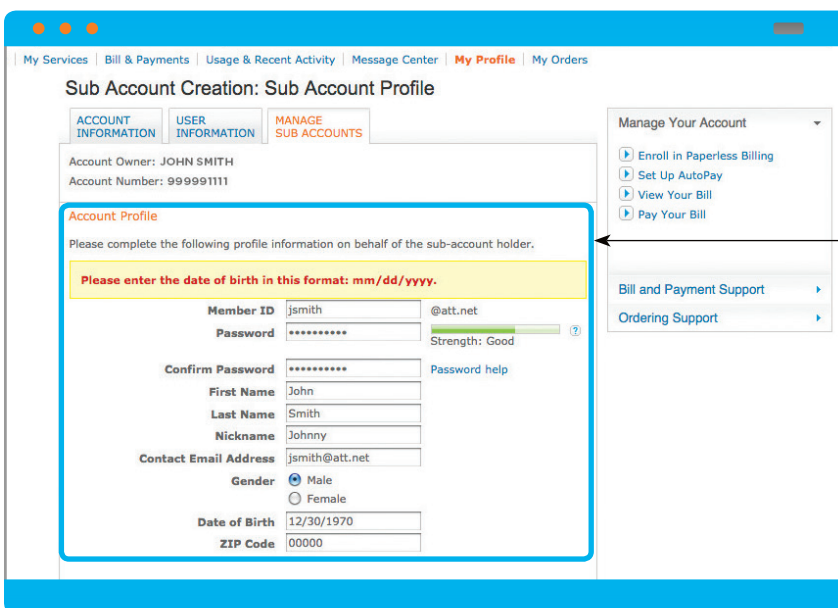 My Services | Bill & Payments | Usage & Recent Activity | Message Center | My Profile | My Orders
Sub Account Creation: Sub Account Profile
ACCOUNT INFORMATION
USER INFORMATION
MANAGE SUB ACCOUNTS
Account Owner: JOHN SMITH
Account Number: 999991111
Account Profile
Please complete the following profile information on behalf of the sub-account holder.
Please enter the date of birth in this format: mm/dd/yyyy.
Member ID jsmith @att.net
Password •••••••••• ?
Strength: Good
Confirm Password •••••••••• Password help
First Name John
Last Name Smith
Nickname Johnny
Contact Email Address jsmith@att.net
Gender Male
Female
Date of Birth 12/30/1970
ZIP Code 00000
Manage Your Account
Enroll in Paperless Billing
Set Up AutoPay
View Your Bill
Pay Your Bill
Bill and Payment Support
Ordering Support